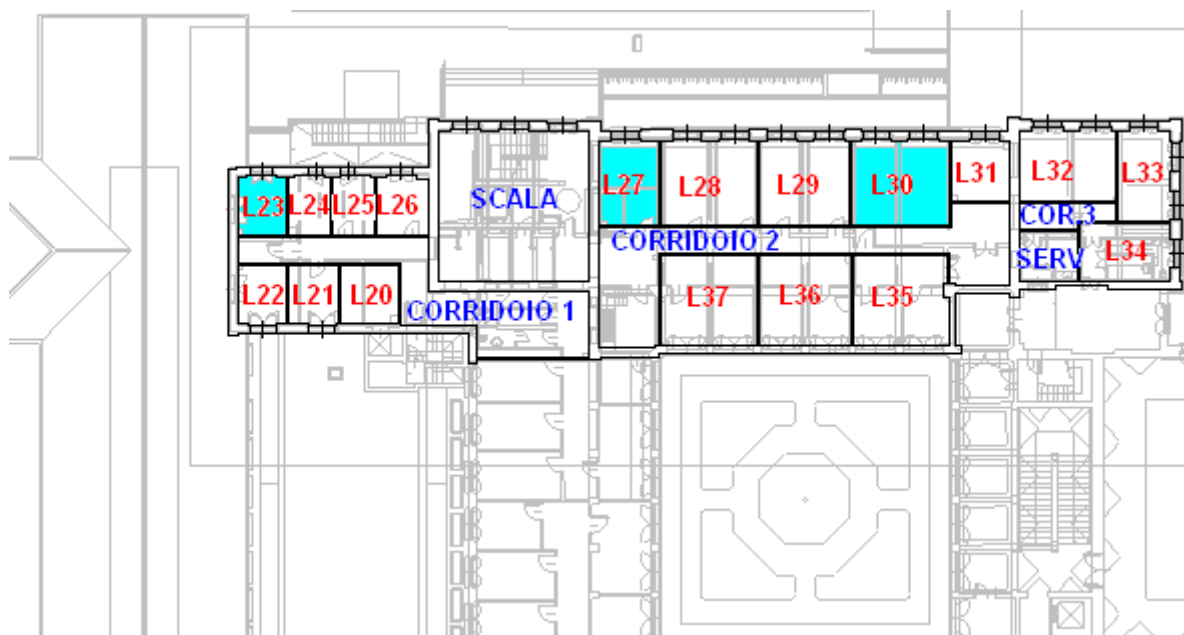 L31
L32
L33
L27
L28
L29
L30
L23
L24
L25
L26
SCALA
COR.3
CORRIDOIO 2
SERV
L34
L22
L21
L20
CORRIDOIO 1
L37
L36
L35